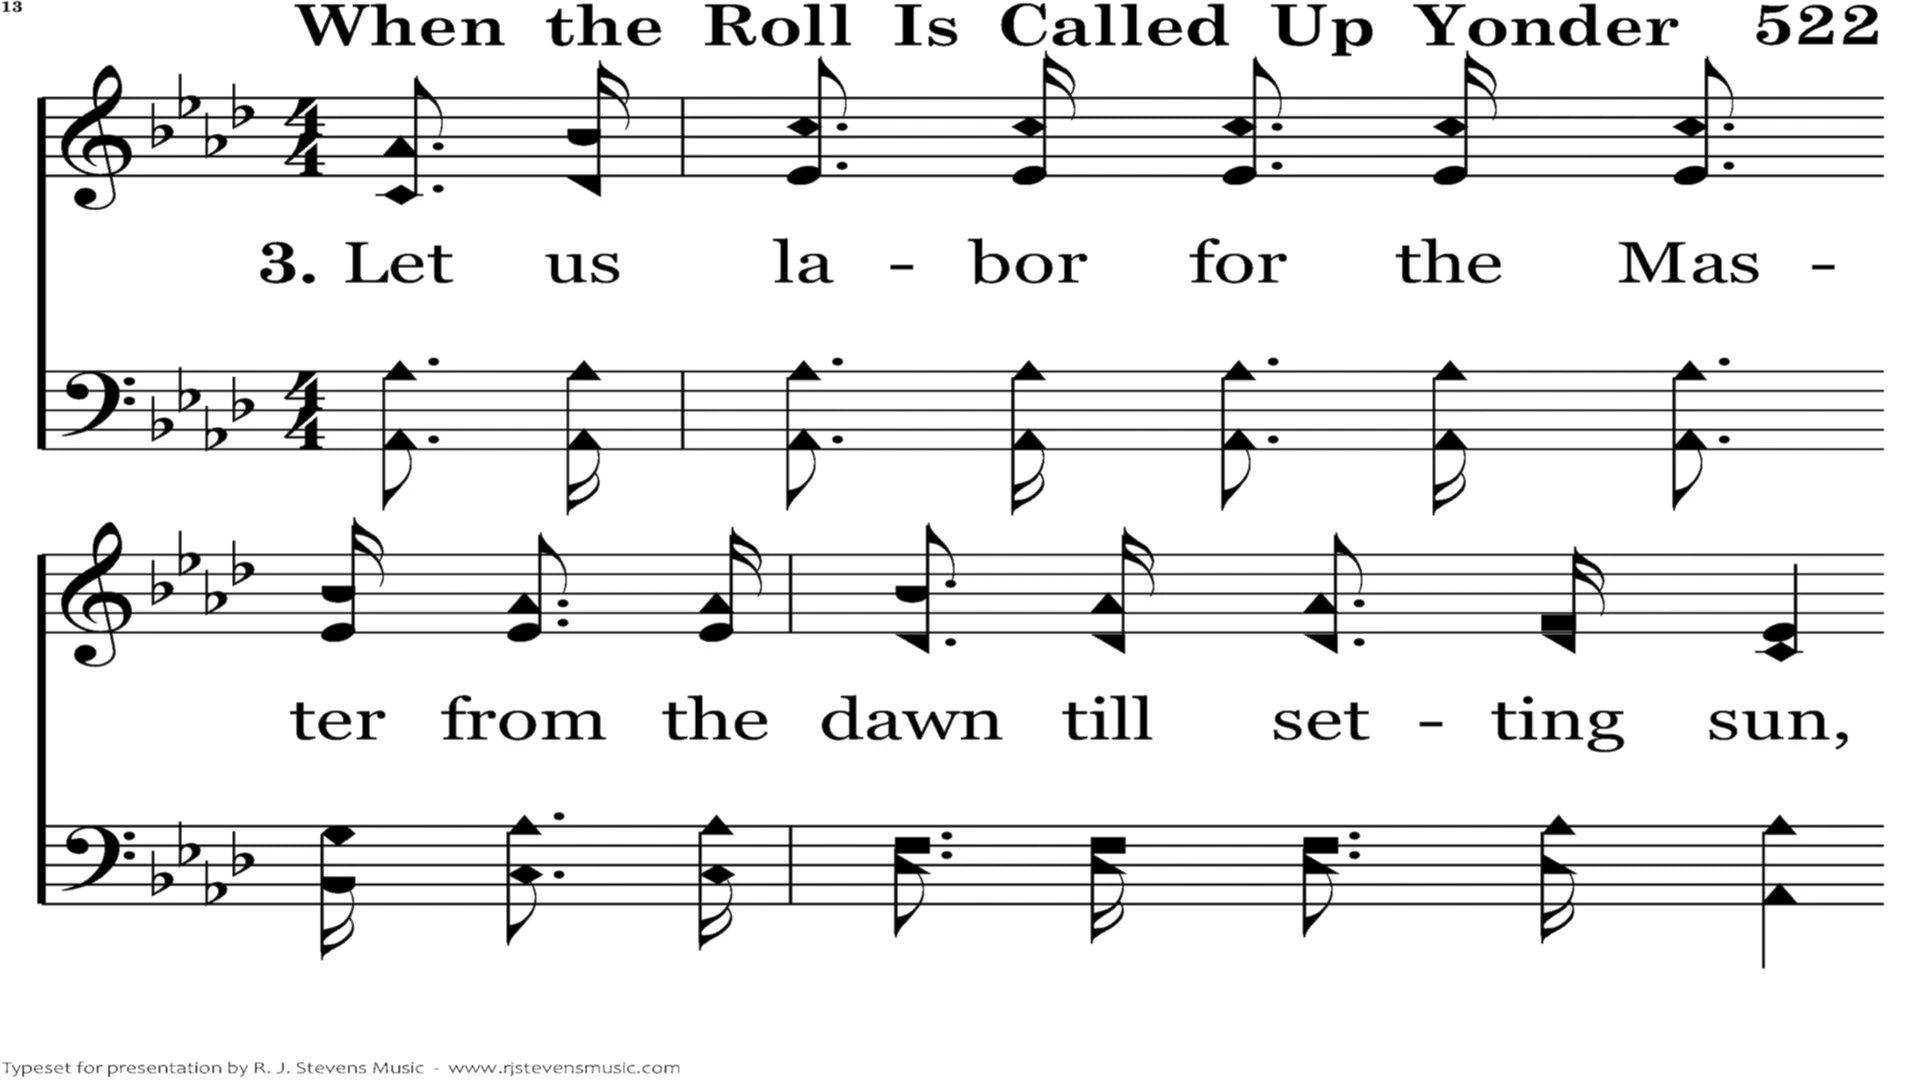 13
When the Roll Is Called Up Yonder 522
3. Let us la - bor for the Mas -
ter from the dawn till set - ting sun,
Typeset for presentation by R. J. Stevens Music - www.rjstevensmusic.com